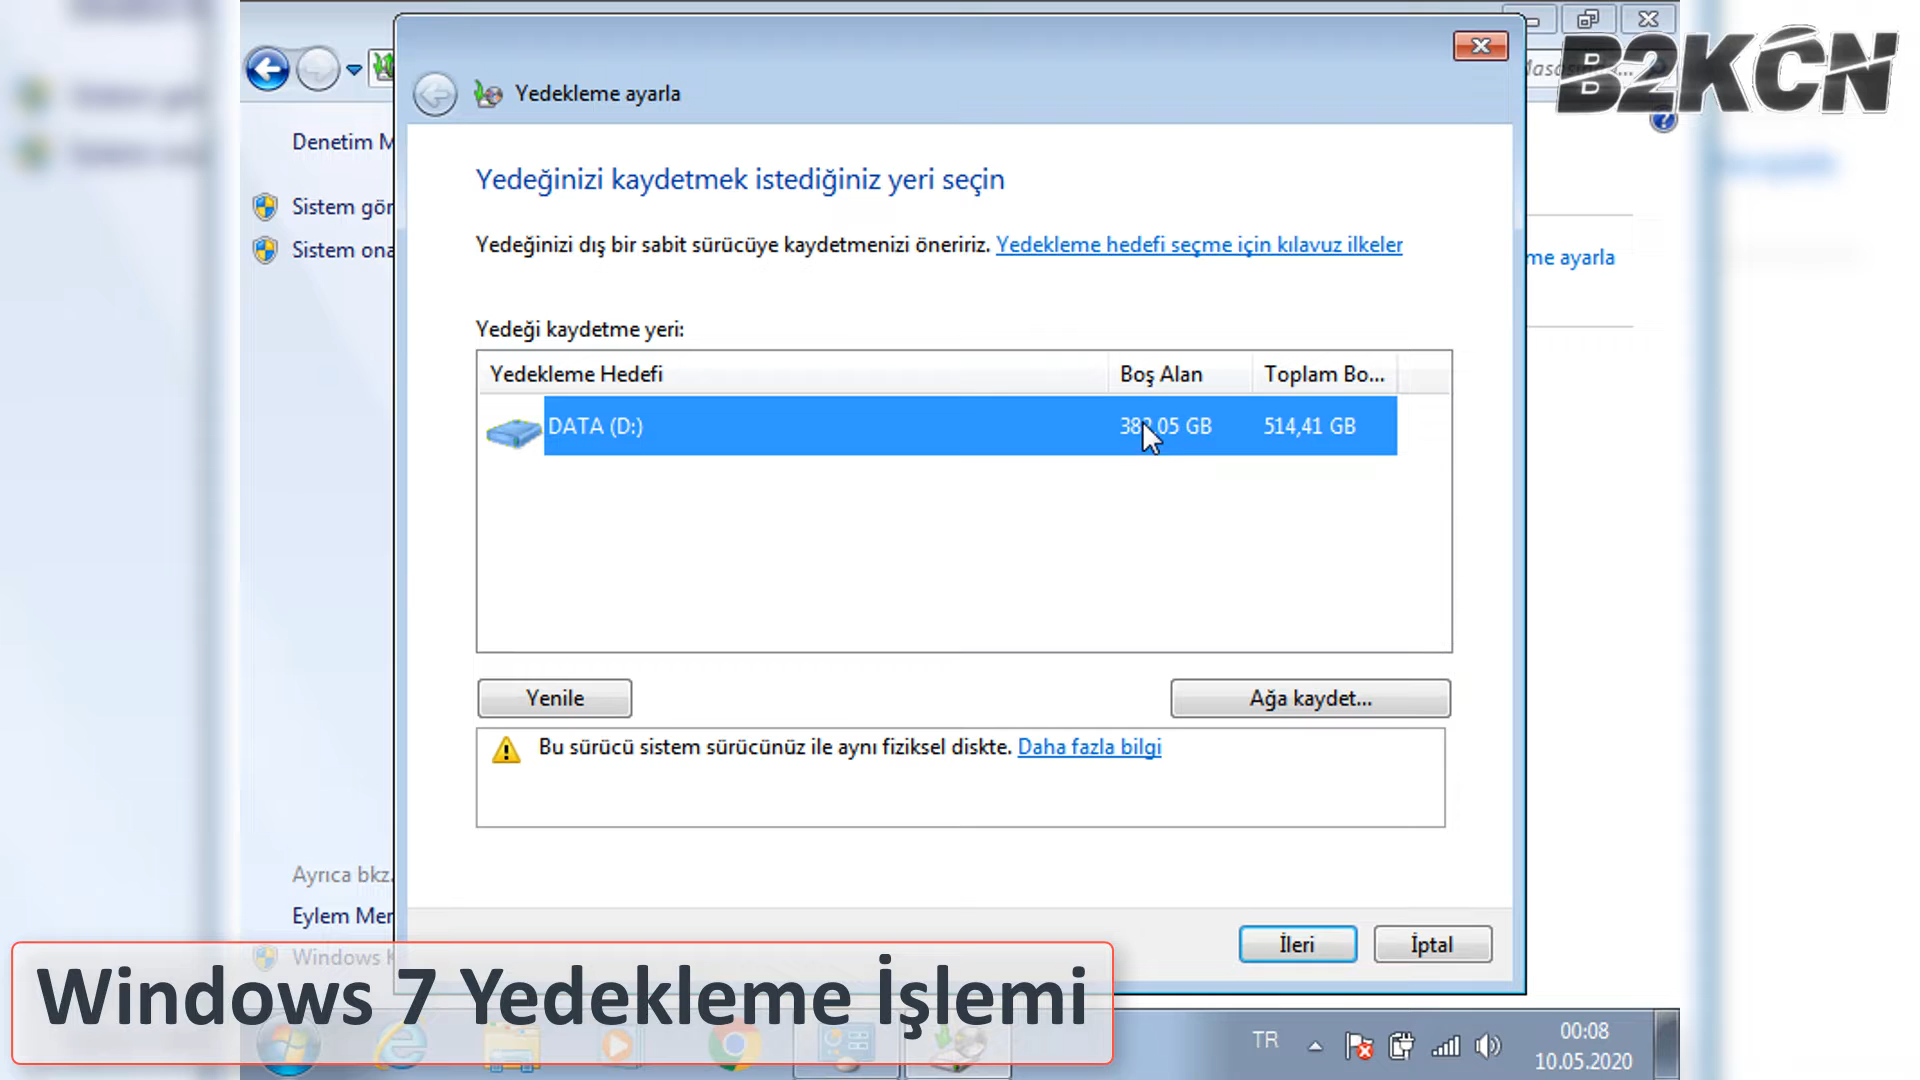 B2KCN
Yedekleme ayarla
Denetim M
Sistem gör
Sistem ona
me ayarla
Yedeğinizi kaydetmek istediğiniz yeri seçin
Yedeğinizi dış bir sabit sürücüye kaydetmenizi öneririz. Yedekleme hedefi seçme için kılavuz ilkeler
Yedeği kaydetme yeri:
Yedekleme Hedefi Boş Alan Toplam Bo...
DATA (D:) 514,41 GB
Yenile Ağa kaydet...
Bu sürücü sistem sürücünüz ile aynı fiziksel diskte. Daha fazla bilgi
Ayrıca bkz.
Eylem Mer
Windows K
İleri İptal
Windows 7 Yedekleme İşlemi
TR
00:08
10.05.2020